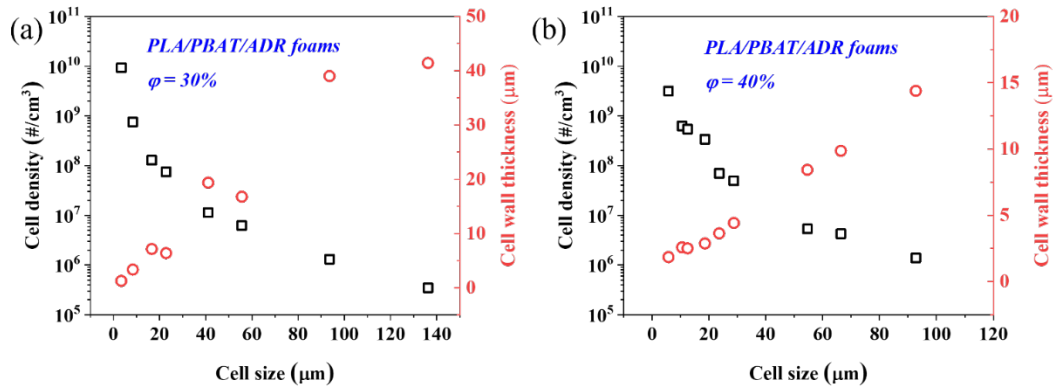 (a)
PLA/PBAT/ADR foams
φ = 30%
Cell density (#/cm³)
10¹¹
10¹⁰
10⁹
10⁸
10⁷
10⁶
10⁵
50
40
30
20
10
0
Cell wall thickness (μm)
0 20 40 60 80 100 120 140
Cell size (μm)
(b)
PLA/PBAT/ADR foams
φ = 40%
Cell density (#/cm³)
10¹¹
10¹⁰
10⁹
10⁸
10⁷
10⁶
10⁵
20
15
10
5
0
Cell wall thickness (μm)
0 20 40 60 80 100 120
Cell size (μm)